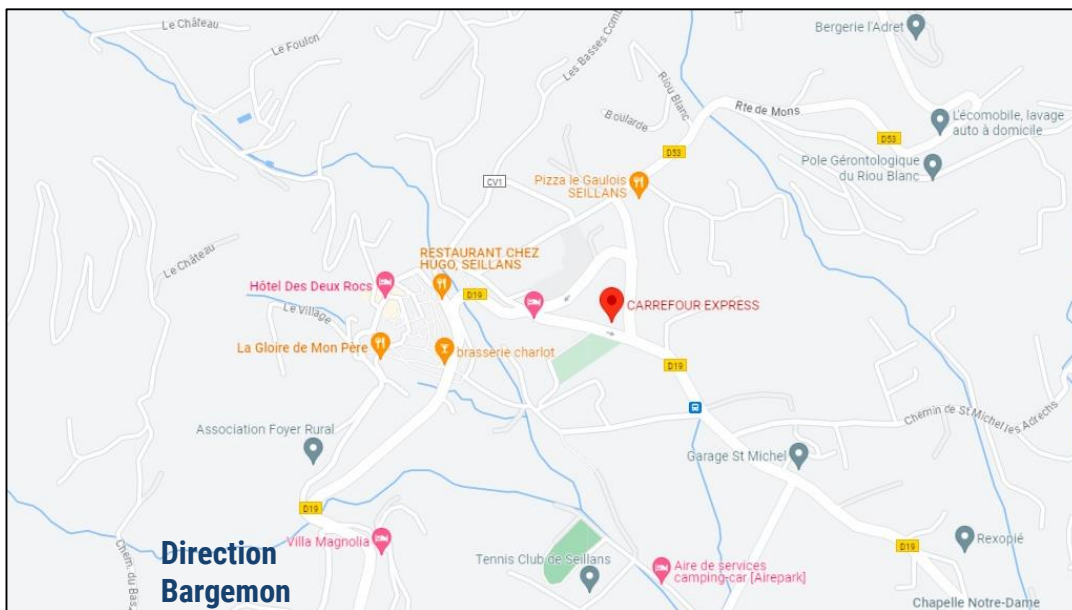 Le Château
Le Foulon
Les Basses Comb
Bergerie l'Adret
Riou Blanc
Rte de Mons
Boularde
L'écomobile, lavage
auto à domicile
D53
D53
Pole Gérontologique
du Riou Blanc
Pizza le Gaulois
SEILLANS
CV1
Le Château
RESTAURANT CHEZ
HUGO, SEILLANS
Hôtel Des Deux Rocs
D19
CARREFOUR EXPRESS
Le Village
La Gloire de Mon Père
brasserie charlot
D19
Chemin de St Michel les Adrechs
Association Foyer Rural
Garage St Michel
D19
Villa Magnolia
Direction
Bargemon
Chem. du Bas
Tennis Club de Seillans
Aire de services
camping-car [Airepark]
D19
Rexopié
Chapelle Notre-Dame